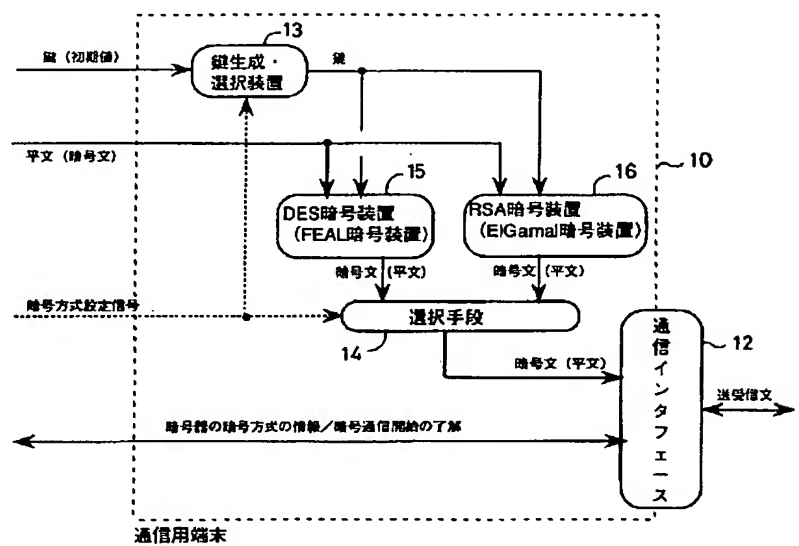 13
鍵（初期値）
鍵生成・
選択装置
鍵
平文（暗号文）
10
15
16
DES暗号装置
（FEAL暗号装置）
RSA暗号装置
（ElGamal暗号装置）
暗号文（平文）
暗号文（平文）
暗号方式設定信号
選択手段
14
12
暗号文（平文）
通信インタフェース
送受信文
暗号器の暗号方式の情報／暗号通信開始の了解
通信用端末